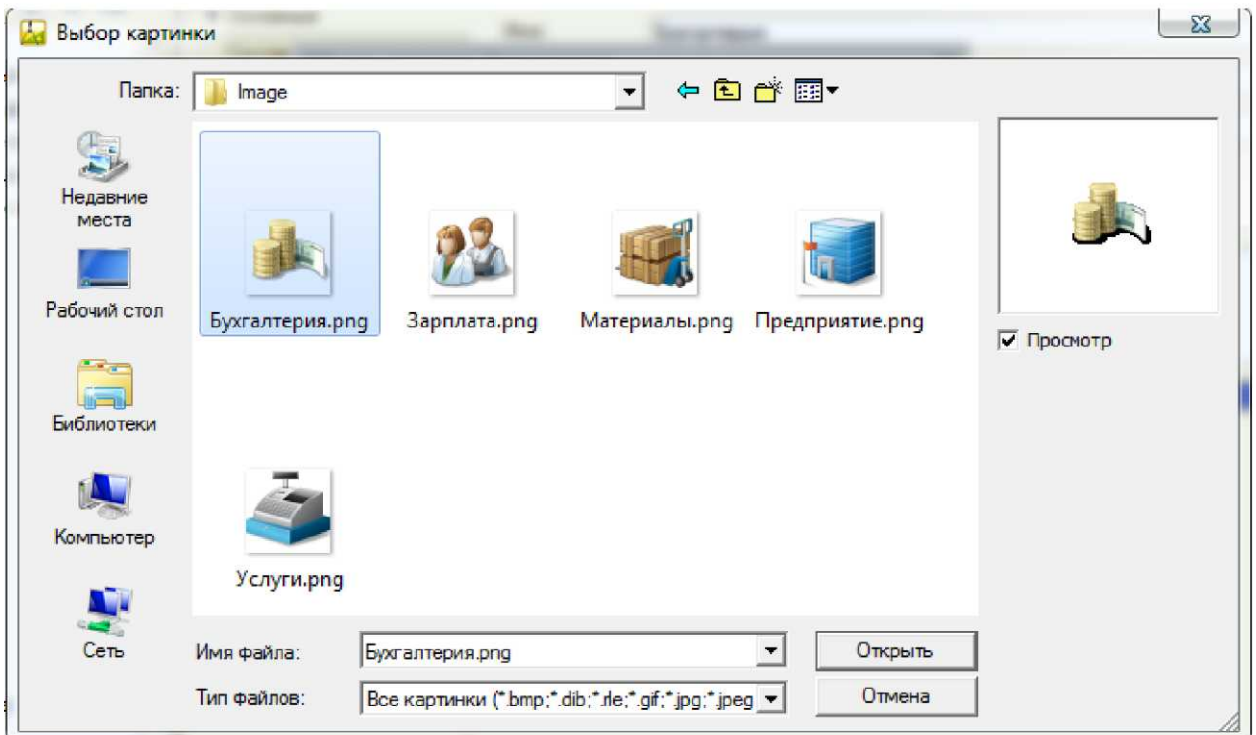 Выбор картинки
Папка:
Image
Недавние
места
Рабочий стол
Библиотеки
Компьютер
Сеть
Бухгалтерия.png
Зарплата.png
Материалы.png
Предприятие.png
Услуги.png
Просмотр
Имя файла:
Бухгалтерия.png
Открыть
Тип файлов:
Все картинки (*.bmp;*.dib;*.rle;*.gif;*.jpg;*.jpeg
Отмена